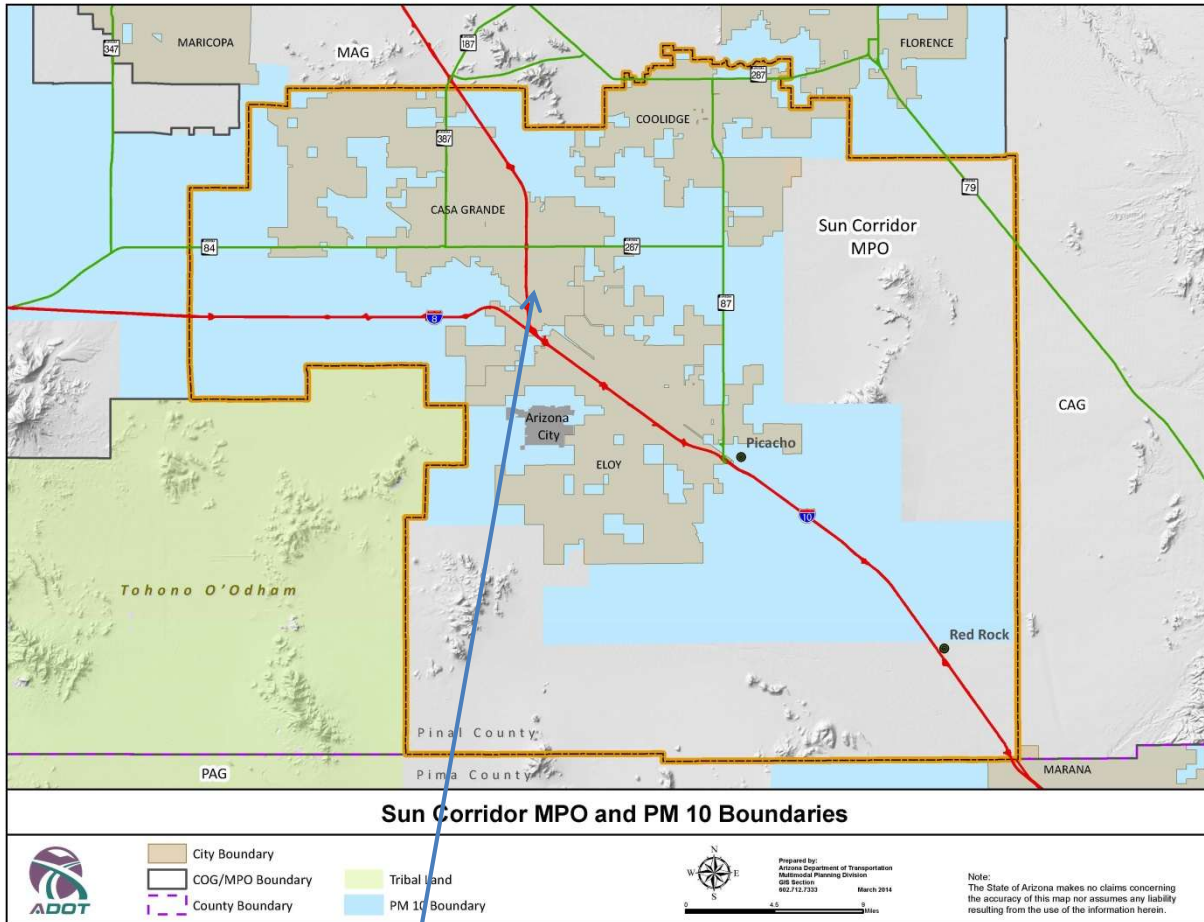 MARICOPA
347
MAG
187
FLORENCE
287
COOLIDGE
387
CASA GRANDE
79
Sun Corridor
MPO
84
287
87
8
CAG
Arizona
City
Picacho
ELOY
10
Tohono O'Odham
Red Rock
Pinal County
PAG
Pima County
MARANA
Sun Corridor MPO and PM 10 Boundaries
ADOT
City Boundary
COG/MPO Boundary
County Boundary
Tribal Land
PM 10 Boundary
N
W
E
S
Prepared by:
Arizona Department of Transportation
Multimodal Planning Division
GIS Section
602.712.7333 March 2014
0 4.5 9
Miles
Note:
The State of Arizona makes no claims concerning
the accuracy of this map nor assumes any liability
resulting from the use of the information herein.